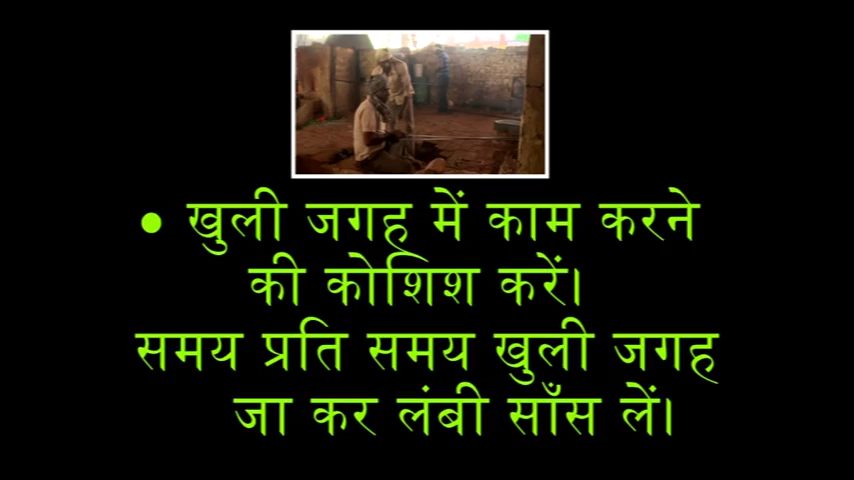 • खुली जगह में काम करने
की कोशिश करें।
समय प्रति समय खुली जगह
जा कर लंबी साँस लें।